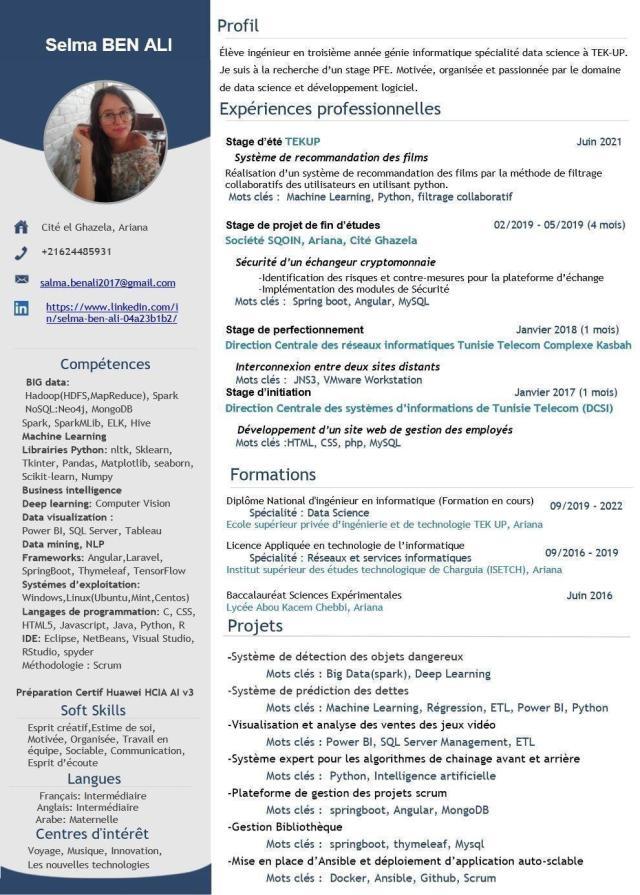 Selma BEN ALI
Cité el Ghazela, Ariana
+21624485931
salma.benali2017@gmail.com
https://www.linkedin.com/i
n/selma-ben-ali-04a23b1b2/
Compétences
BIG data:
Hadoop(HDFS,MapReduce), Spark
NoSQL:Neo4j, MongoDB
Spark, SparkMLib, ELK, Hive
Machine Learning
Librairies Python: nltk, Sklearn,
Tkinter, Pandas, Matplotlib, seaborn,
Scikit-learn, Numpy
Business intelligence
Deep learning: Computer Vision
Data visualization :
Power BI, SQL Server, Tableau
Data mining, NLP
Frameworks: Angular,Laravel,
SpringBoot, Thymeleaf, TensorFlow
Systémes d’exploitation:
Windows,Linux(Ubuntu,Mint,Centos)
Langages de programmation: C, CSS,
HTML5, Javascript, Java, Python, R
IDE: Eclipse, NetBeans, Visual Studio,
RStudio, spyder
Méthodologie : Scrum
Préparation Certif Huawei HCIA AI v3
Soft Skills
Esprit créatif,Estime de soi,
Motivée, Organisée, Travail en
équipe, Sociable, Communication,
Esprit d’écoute
Langues
Français: Intermédiaire
Anglais: Intermédiaire
Arabe: Maternelle
Centres d'intérêt
Voyage, Musique, Innovation,
Les nouvelles technologies
Profil
Élève ingénieur en troisième année génie informatique spécialité data science à TEK-UP.
Je suis à la recherche d’un stage PFE. Motivée, organisée et passionnée par le domaine
de data science et développement logiciel.
Expériences professionnelles
Stage d’été TEKUP Juin 2021
Système de recommandation des films
Réalisation d’un système de recommandation des films par la méthode de filtrage
collaboratifs des utilisateurs en utilisant python.
Mots clés : Machine Learning, Python, filtrage collaboratif
Stage de projet de fin d’études 02/2019 - 05/2019 (4 mois)
Société SQOIN, Ariana, Cité Ghazela
Sécurité d’un échangeur cryptomonnaie
-Identification des risques et contre-mesures pour la plateforme d’échange
-Implémentation des modules de Sécurité
Mots clés : Spring boot, Angular, MySQL
Stage de perfectionnement Janvier 2018 (1 mois)
Direction Centrale des réseaux informatiques Tunisie Telecom Complexe Kasbah
Interconnexion entre deux sites distants
Mots clés : JNS3, VMware Workstation
Stage d’initiation Janvier 2017 (1 mois)
Direction Centrale des systèmes d’informations de Tunisie Telecom (DCSI)
Développement d’un site web de gestion des employés
Mots clés :HTML, CSS, php, MySQL
Formations
Diplôme National d'ingénieur en informatique (Formation en cours) 09/2019 - 2022
Spécialité : Data Science
Ecole supérieur privée d’ingénierie et de technologie TEK UP, Ariana
Licence Appliquée en technologie de l’informatique 09/2016 – 2019
Spécialité : Réseaux et services informatiques
Institut supérieur des études technologique de Charguia (ISETCH), Ariana
Baccalauréat Sciences Expérimentales Juin 2016
Lycée Abou Kacem Chebbi, Ariana
Projets
-Système de détection des objets dangereux
Mots clés : Big Data(spark), Deep Learning
-Système de prédiction des dettes
Mots clés : Machine Learning, Régression, ETL, Power BI, Python
-Visualisation et analyse des ventes des jeux vidéo
Mots clés : Power BI, SQL Server Management, ETL
-Système expert pour les algorithmes de chainage avant et arrière
Mots clés : Python, Intelligence artificielle
-Plateforme de gestion des projets scrum
Mots clés : springboot, Angular, MongoDB
-Gestion Bibliothèque
Mots clés : springboot, thymeleaf, Mysql
-Mise en place d’Ansible et déploiement d’application auto-sclable
Mots clés : Docker, Ansible, Github, Scrum